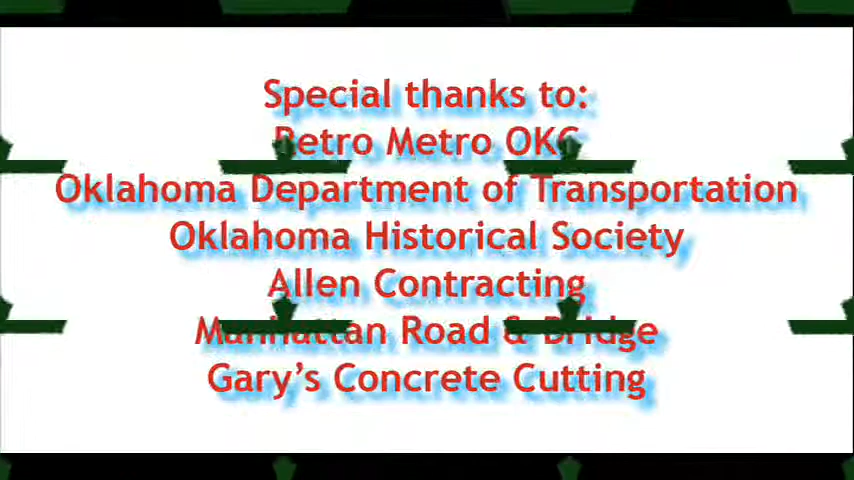 Special thanks to:
Retro Metro OKC
Oklahoma Department of Transportation
Oklahoma Historical Society
Allen Contracting
Manhattan Road & Bridge
Gary’s Concrete Cutting